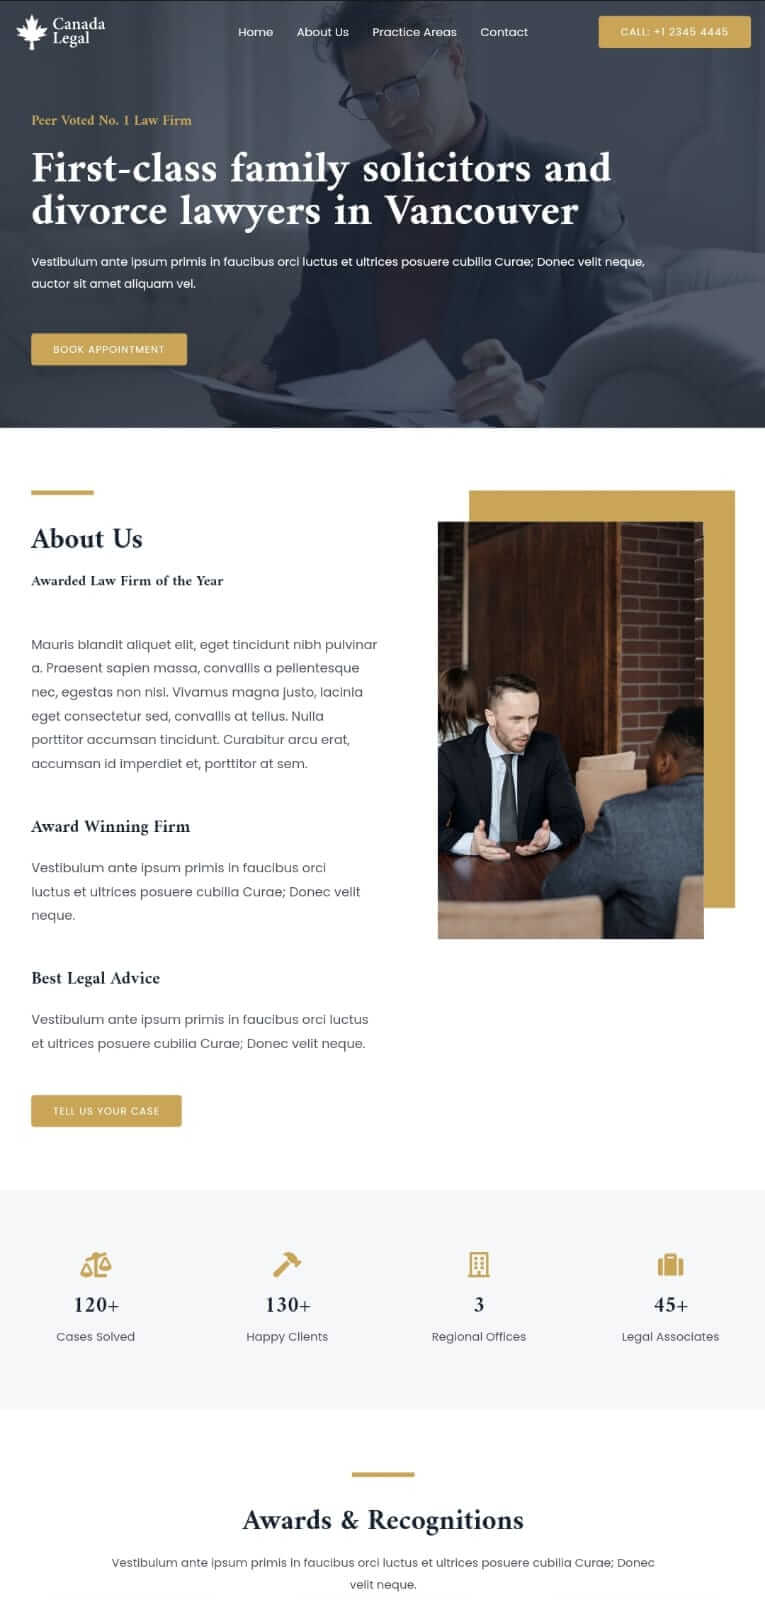 Canada
Legal
Home About Us Practice Areas Contact
CALL: +1 2345 4445
Peer Voted No. 1 Law Firm
First-class family solicitors and
divorce lawyers in Vancouver
Vestibulum ante ipsum primis in faucibus orci luctus et ultrices posuere cubilia Curae; Donec velit neque,
auctor sit amet aliquam vel.
BOOK APPOINTMENT
About Us
Awarded Law Firm of the Year
Mauris blandit aliquet elit, eget tincidunt nibh pulvinar
a. Praesent sapien massa, convallis a pellentesque
nec, egestas non nisi. Vivamus magna justo, lacinia
eget consectetur sed, convallis at tellus. Nulla
porttitor accumsan tincidunt. Curabitur arcu erat,
accumsan id imperdiet et, porttitor at sem.
Award Winning Firm
Vestibulum ante ipsum primis in faucibus orci
luctus et ultrices posuere cubilia Curae; Donec velit
neque.
Best Legal Advice
Vestibulum ante ipsum primis in faucibus orci luctus
et ultrices posuere cubilia Curae; Donec velit neque.
TELL US YOUR CASE
120+
Cases Solved
130+
Happy Clients
3
Regional Offices
45+
Legal Associates
Awards & Recognitions
Vestibulum ante ipsum primis in faucibus orci luctus et ultrices posuere cubilia Curae; Donec
velit neque.